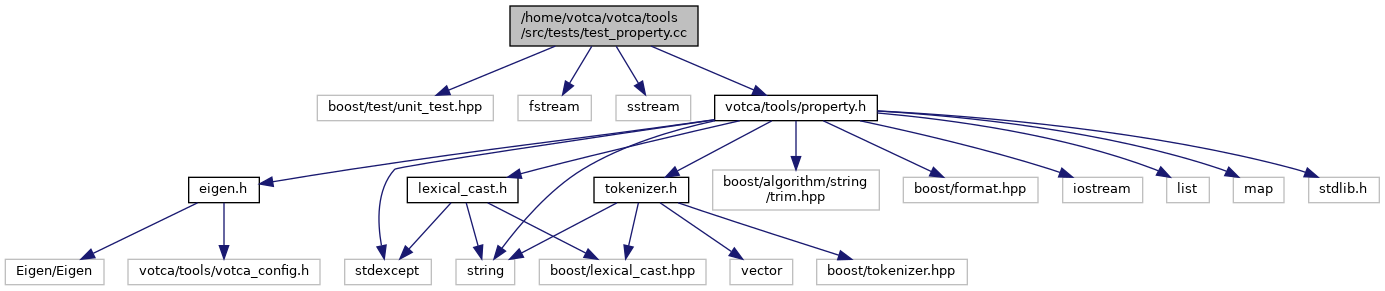 /home/votca/votca/tools
/src/tests/test_property.cc
boost/test/unit_test.hpp
fstream
sstream
votca/tools/property.h
eigen.h
lexical_cast.h
tokenizer.h
boost/algorithm/string
/trim.hpp
boost/format.hpp
iostream
list
map
stdlib.h
Eigen/Eigen
votca/tools/votca_config.h
stdexcept
string
boost/lexical_cast.hpp
vector
boost/tokenizer.hpp